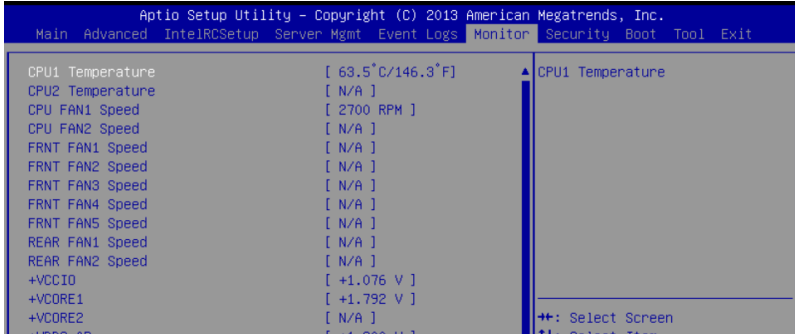 Aptio Setup Utility - Copyright (C) 2013 American Megatrends, Inc.
Main Advanced IntelRCSetup Server Mgmt Event Logs Monitor Security Boot Tool Exit
CPU1 Temperature [ 63.5°C/146.3°F] CPU1 Temperature
CPU2 Temperature [ N/A ]
CPU FAN1 Speed [ 2700 RPM ]
CPU FAN2 Speed [ N/A ]
FRNT FAN1 Speed [ N/A ]
FRNT FAN2 Speed [ N/A ]
FRNT FAN3 Speed [ N/A ]
FRNT FAN4 Speed [ N/A ]
FRNT FAN5 Speed [ N/A ]
REAR FAN1 Speed [ N/A ]
REAR FAN2 Speed [ N/A ]
+VCCIO [ +1.076 V ]
+VCORE1 [ +1.792 V ]
+VCORE2 [ N/A ] →←: Select Screen
Select Item